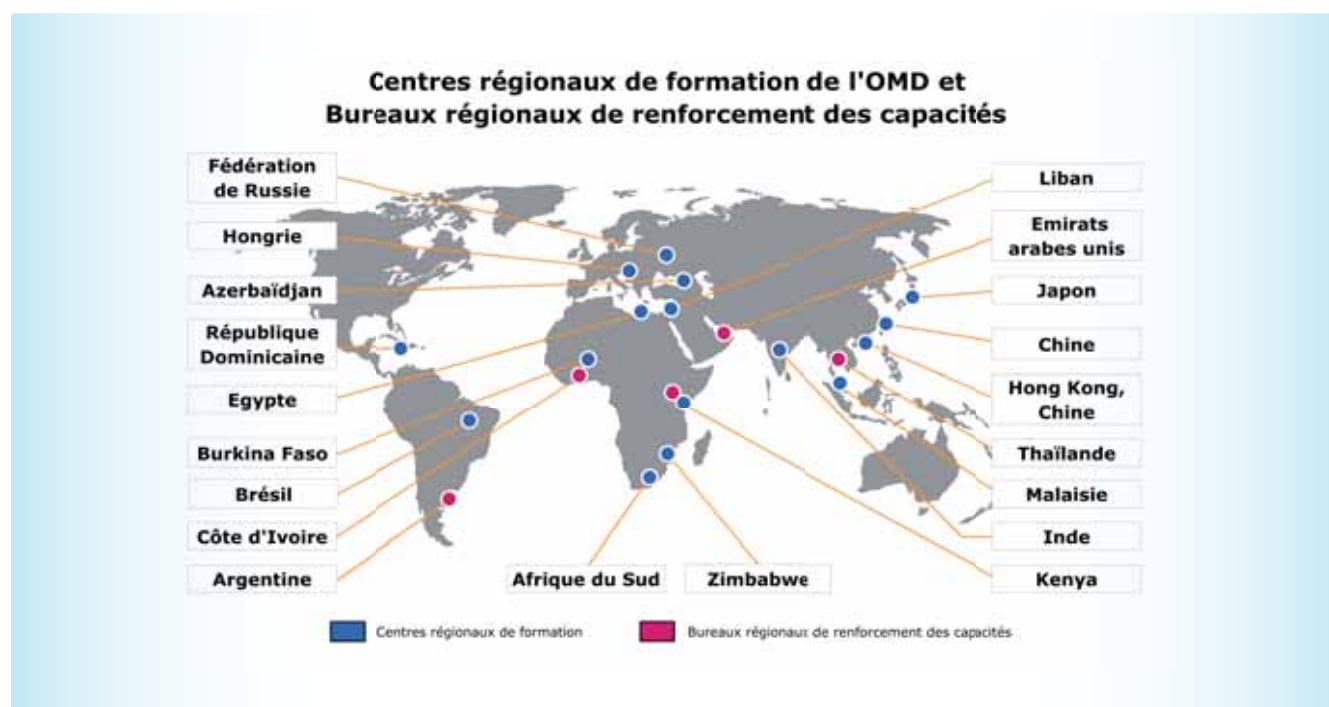 Centres régionaux de formation de l'OMD et
Bureaux régionaux de renforcement des capacités
Fédération
de Russie
Hongrie
Azerbaïdjan
République
Dominicaine
Egypte
Burkina Faso
Brésil
Côte d'Ivoire
Argentine
Afrique du Sud
Zimbabwe
Liban
Emirats
arabes unis
Japon
Chine
Hong Kong,
Chine
Thaïlande
Malaisie
Inde
Kenya
Centres régionaux de formation
Bureaux régionaux de renforcement des capacités